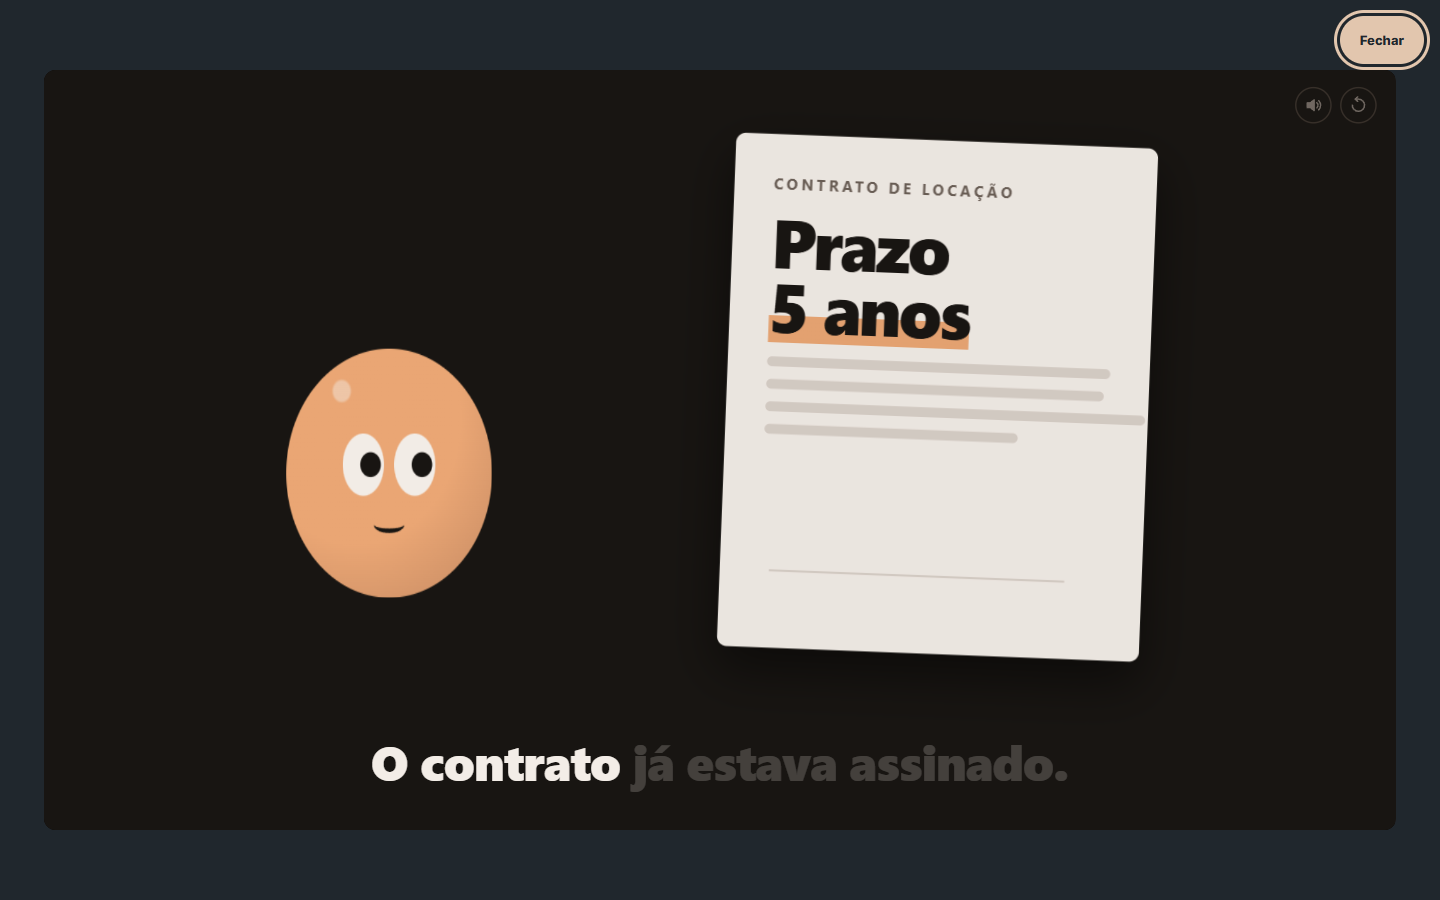 Fechar
CONTRATO DE LOCAÇÃO
Prazo
5 anos
O contrato já estava assinado.